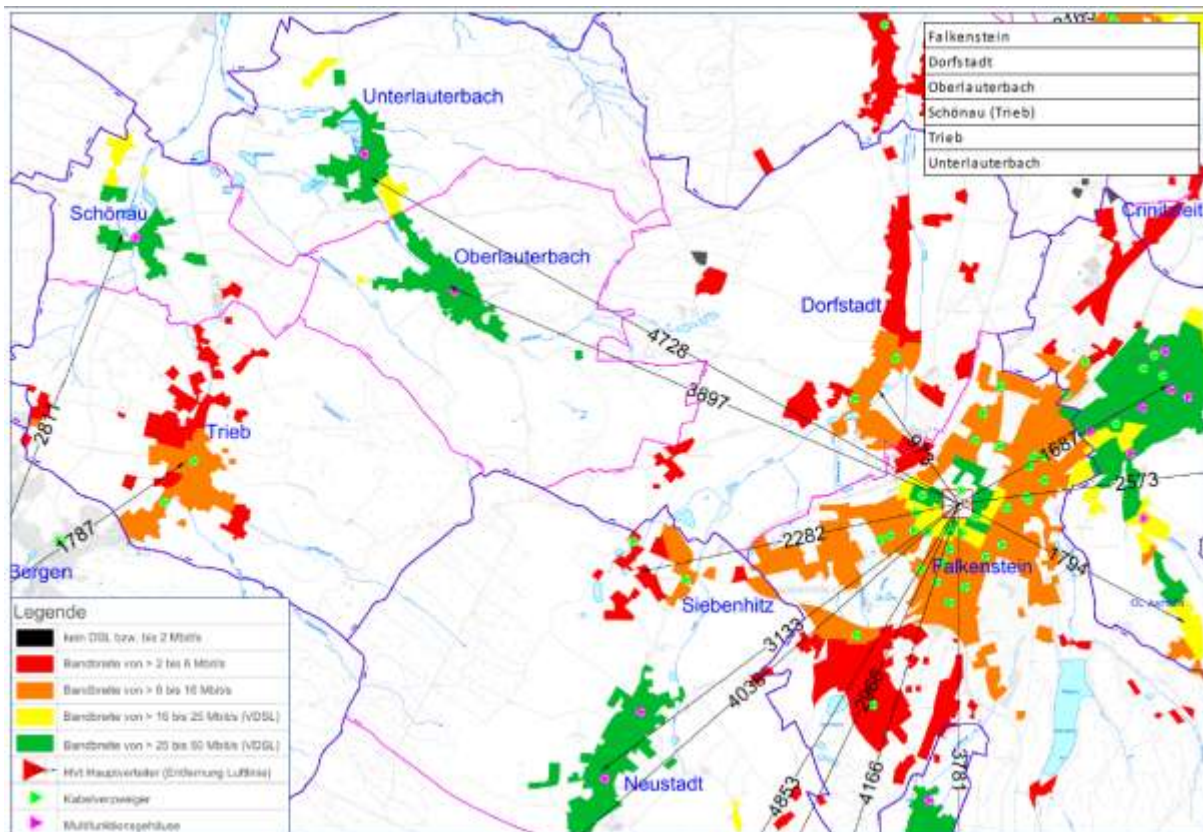 Falkenstein
Dorfstadt
Oberlauterbach
Schönau (Trieb)
Trieb
Unterlauterbach
Unterlauterbach
Schönau
Oberlauterbach
Dorfstadt
4728
3897
2811
Trieb
1687
2573
1787
Bergen
2282
1794
Falkenstein
Siebenhitz
3133
2968
Neustadt
3781
4853
4166
Legende
kein DSL bzw. bis 2 Mbit/s
Bandbreite von > 2 bis 6 Mbit/s
Bandbreite von > 6 bis 16 Mbit/s
Bandbreite von > 16 bis 25 Mbit/s (VDSL)
Bandbreite von > 25 bis 50 Mbit/s (VDSL)
HVt Hauptverteiler (Entfernung Luftlinie)
Kabelverzweiger
Multifunktionsgehäuse